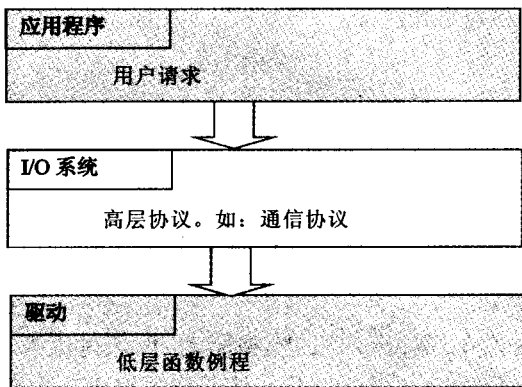 应用程序
用户请求
I/O 系统
高层协议。如：通信协议
驱动
低层函数例程